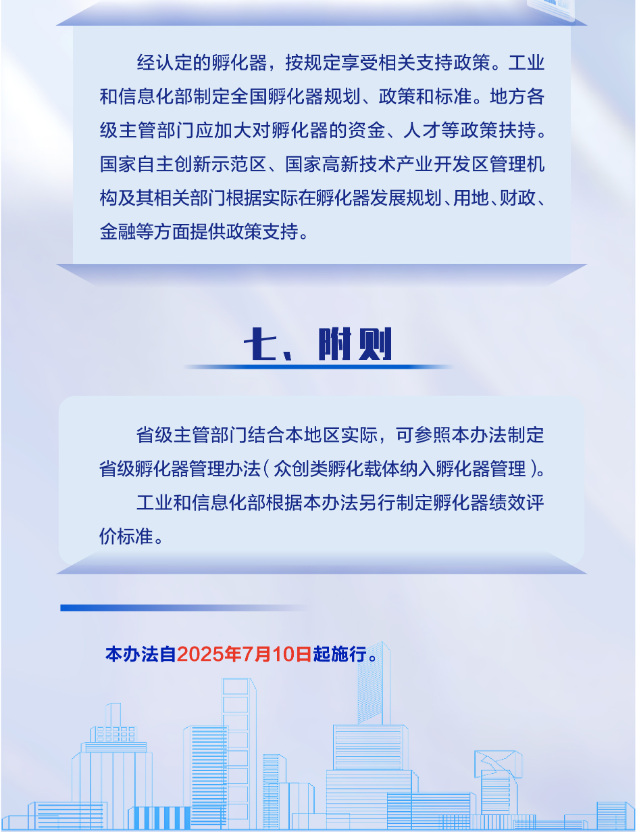 经认定的孵化器，按规定享受相关支持政策。工业
和信息化部制定全国孵化器规划、政策和标准。地方各
级主管部门应加大对孵化器的资金、人才等政策扶持。
国家自主创新示范区、国家高新技术产业开发区管理机
构及其相关部门根据实际在孵化器发展规划、用地、财政、
金融等方面提供政策支持。
七、附则
省级主管部门结合本地区实际，可参照本办法制定
省级孵化器管理办法（众创类孵化载体纳入孵化器管理）。
工业和信息化部根据本办法另行制定孵化器绩效评
价标准。
本办法自2025年7月10日起施行。